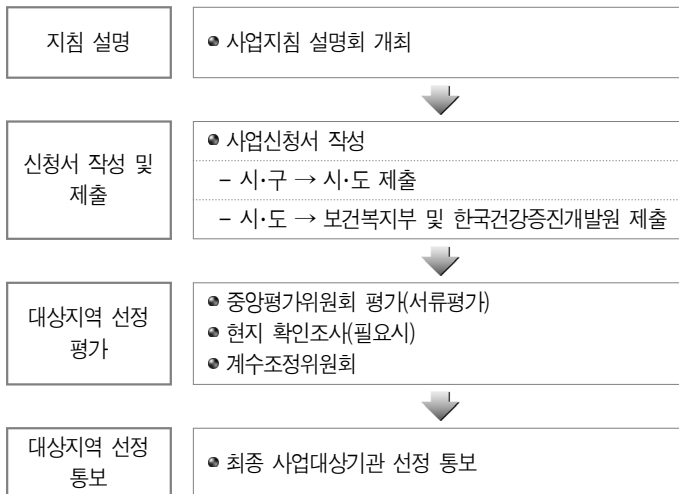 지침 설명
● 사업지침 설명회 개최
신청서 작성 및
제출
● 사업신청서 작성
– 시·구 → 시·도 제출
– 시·도 → 보건복지부 및 한국건강증진개발원 제출
대상지역 선정
평가
● 중앙평가위원회 평가(서류평가)
● 현지 확인조사(필요시)
● 계수조정위원회
대상지역 선정
통보
● 최종 사업대상기관 선정 통보